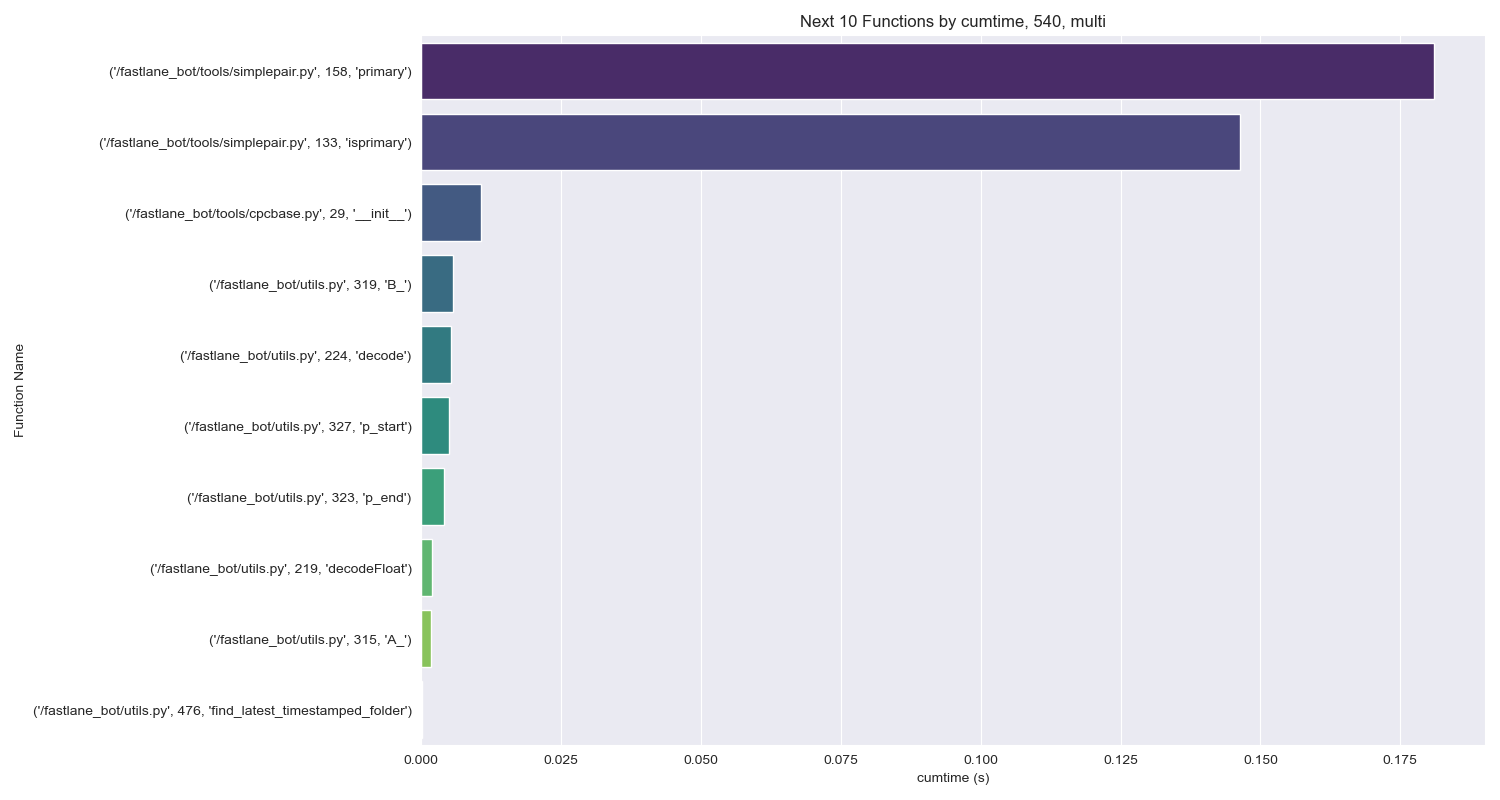 Next 10 Functions by cumtime, 540, multi
('/fastlane_bot/tools/simplepair.py', 158, 'primary')
('/fastlane_bot/tools/simplepair.py', 133, 'isprimary')
('/fastlane_bot/tools/cpcbase.py', 29, '__init__')
('/fastlane_bot/utils.py', 319, 'B_')
('/fastlane_bot/utils.py', 224, 'decode')
('/fastlane_bot/utils.py', 327, 'p_start')
('/fastlane_bot/utils.py', 323, 'p_end')
('/fastlane_bot/utils.py', 219, 'decodeFloat')
('/fastlane_bot/utils.py', 315, 'A_')
('/fastlane_bot/utils.py', 476, 'find_latest_timestamped_folder')
Function Name
0.000 0.025 0.050 0.075 0.100 0.125 0.150 0.175
cumtime (s)